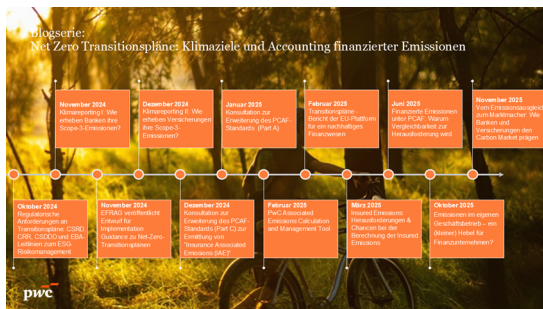 Blogserie:
Net Zero Transitionspläne: Klimaziele und Accounting finanzierter Emissionen
November 2024
Klimareporting I: Wie
erheben Banken ihre
Scope-3-Emissionen?
Dezember 2024
Klimareporting II: Wie
erheben Versicherungen
ihre Scope-3-
Emissionen?
Januar 2025
Konsultation zur
Erweiterung des PCAF-
Standards (Part A)
Februar 2025
Transitionspläne -
Bericht der EU-Plattform
für ein nachhaltiges
Finanzwesen
Juni 2025
Finanzierte Emissionen
unter PCAF: Warum
Vergleichbarkeit zur
Herausforderung wird
November 2025
Vom Emissionsausgleich
zum Marktmacher: Wie
Banken und
Versicherungen den
Carbon Market prägen
Oktober 2024
Regulatorische
Anforderungen an
Transitionspläne: CSRD,
CRR, CSDDD und EBA-
Leitlinien zum ESG-
Risikomanagement
November 2024
EFRAG veröffentlicht
Entwurf für
Implementation
Guidance zu Net-Zero-
Transitionsplänen
Dezember 2024
Konsultation zur
Erweiterung des PCAF-
Standards (Part C) zur
Ermittlung von
"Insurance Associated
Emissions (IAE)"
Februar 2025
PwC Associated
Emissions Calculation
and Management Tool
März 2025
Insured Emissions:
Herausforderungen &
Chancen bei der
Berechnung der Insured
Emissions
Oktober 2025
Emissionen im eigenen
Geschäftsbetrieb – ein
(kleiner) Hebel für
Finanzunternehmen?
pwc